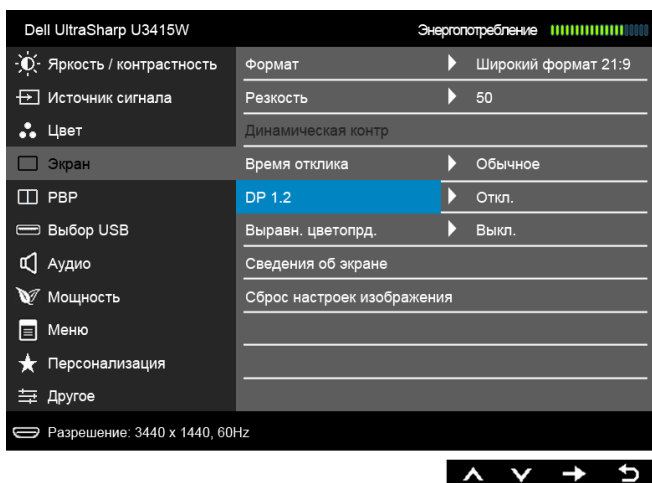 Dell UltraSharp U3415W Энергопотребление
Яркость / контрастность Формат Широкий формат 21:9
Источник сигнала Резкость 50
Цвет Динамическая контр
Экран Время отклика Обычное
PBP DP 1.2 Откл.
Выбор USB Выравн. цветопрд. Выкл.
Аудио Сведения об экране
Мощность Сброс настроек изображения
Меню
Персонализация
Другое
Разрешение: 3440 x 1440, 60Hz